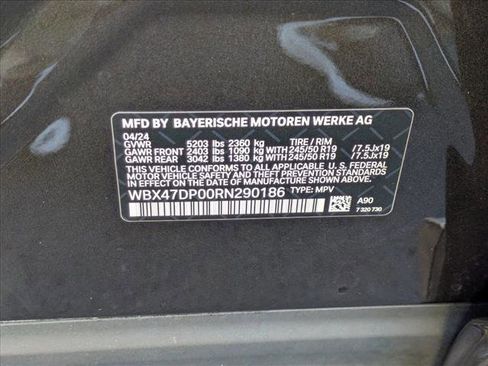 MFD BY BAYERISCHE MOTOREN WERKE AG
04/24
GVWR 5203 lbs 2360 kg TIRE / RIM
GAWR FRONT 2403 lbs 1090 kg WITH 245/50 R19 /7.5Jx19
GAWR REAR 3042 lbs 1380 kg WITH 245/50 R19 /7.5Jx19
THIS VEHICLE CONFORMS TO ALL APPLICABLE U. S. FEDERAL
MOTOR VEHICLE SAFETY AND THEFT PREVENTION STANDARDS
IN EFFECT ON THE DATE OF MANUFACTURE SHOWN ABOVE.
WBX47DP00RN290186 TYPE: MPV
A90
7 320 730